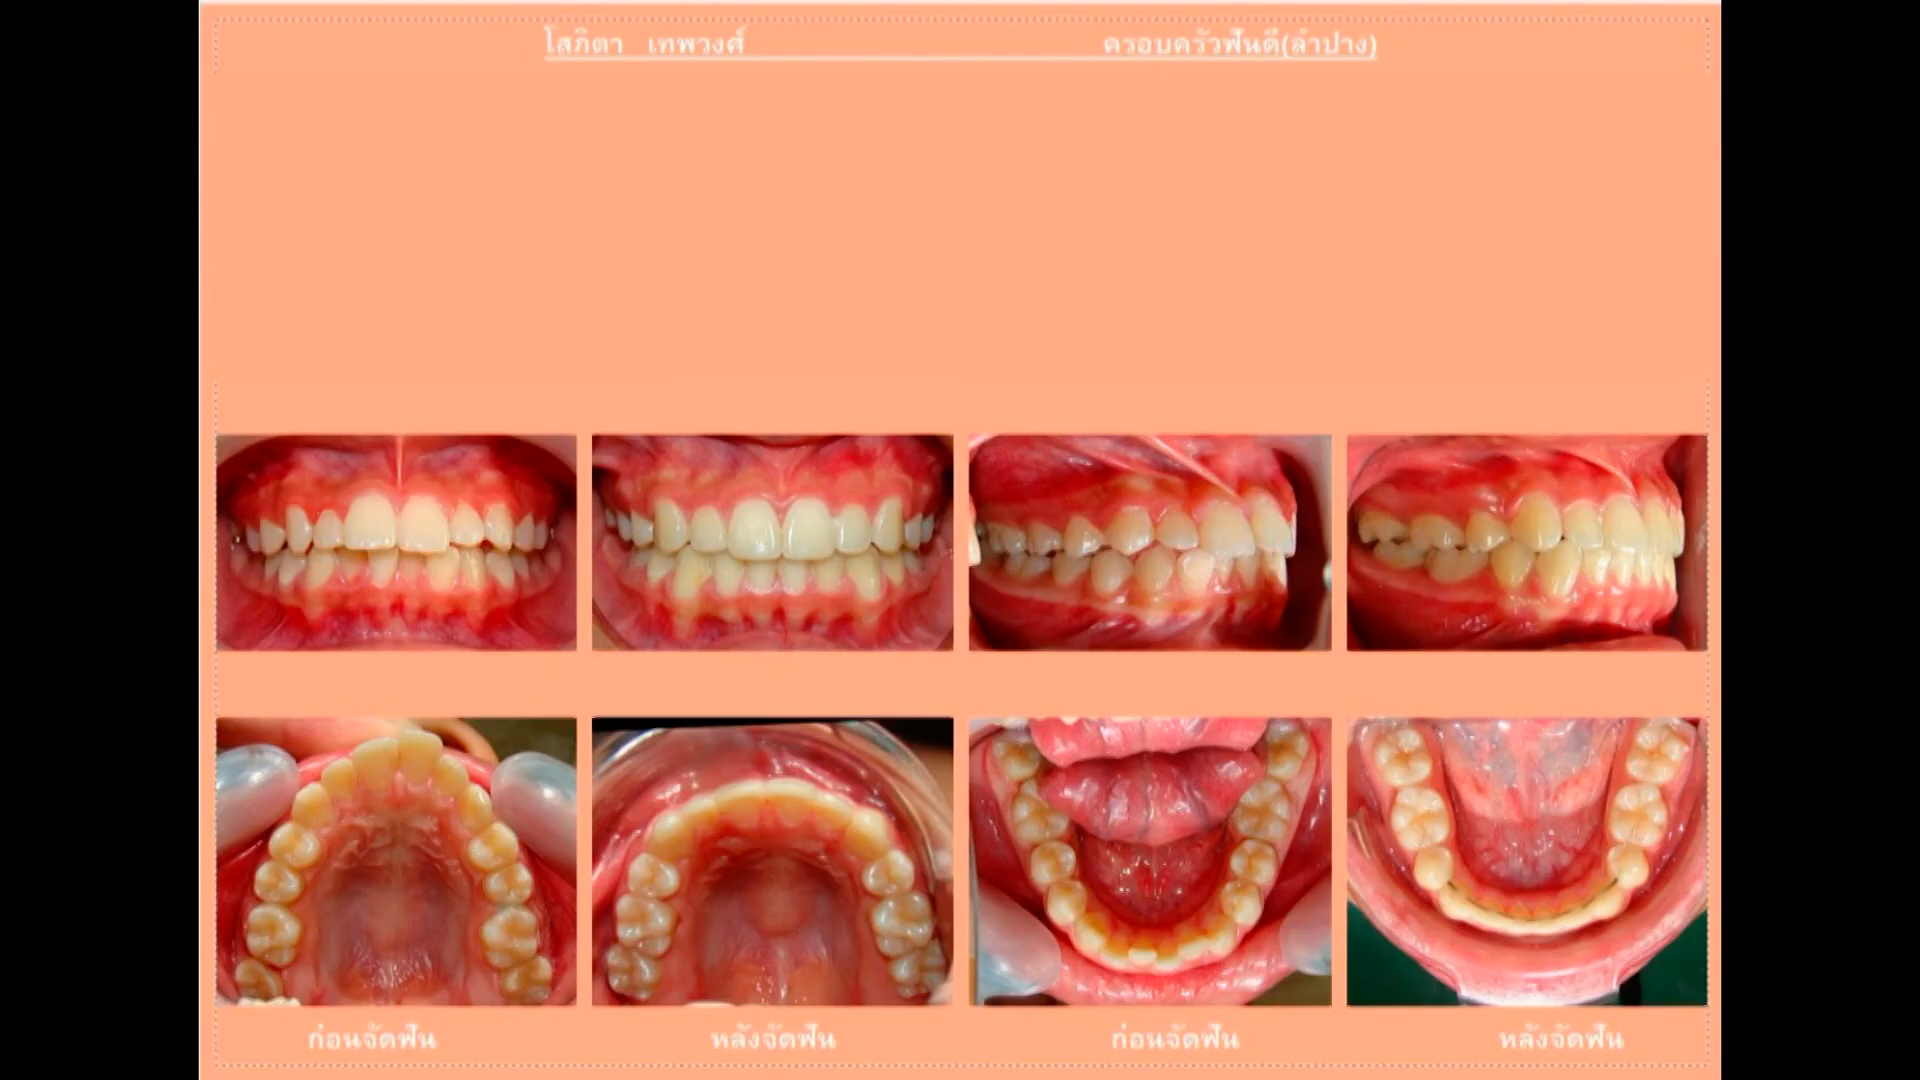 โสภิตา เทพวงศ์ ครอบครัวฟันดี(ลำปาง)
ก่อนจัดฟัน หลังจัดฟัน ก่อนจัดฟัน หลังจัดฟัน